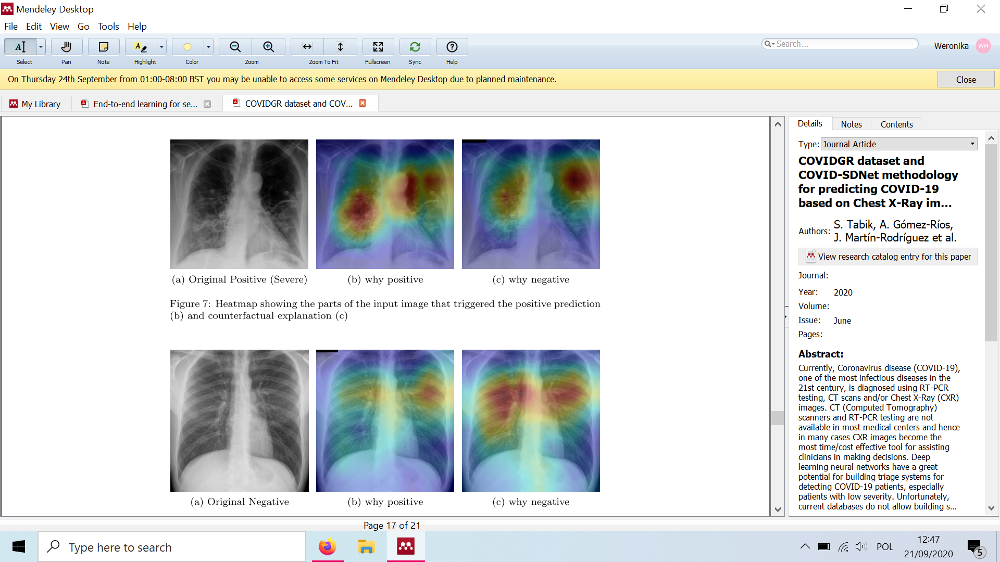 Mendeley Desktop
File Edit View Go Tools Help
Select Pan Note Highlight Color Zoom Zoom To Fit Fullscreen Sync Help
Search...
Weronika WH
On Thursday 24th September from 01:00-08:00 BST you may be unable to access some services on Mendeley Desktop due to planned maintenance.
Close
My Library End-to-end learning for se... COVIDGR dataset and COV...
(a) Original Positive (Severe) (b) why positive (c) why negative
Figure 7: Heatmap showing the parts of the input image that triggered the positive prediction
(b) and counterfactual explanation (c)
(a) Original Negative (b) why positive (c) why negative
Details Notes Contents
Type: Journal Article
COVIDGR dataset and
COVID-SDNet methodology
for predicting COVID-19
based on Chest X-Ray im...
Authors: S. Tabik, A. Gómez-Ríos,
J. Martín-Rodríguez et al.
View research catalog entry for this paper
Journal:
Year: 2020
Volume:
Issue: June
Pages:
Abstract:
Currently, Coronavirus disease (COVID-19),
one of the most infectious diseases in the
21st century, is diagnosed using RT-PCR
testing, CT scans and/or Chest X-Ray (CXR)
images. CT (Computed Tomography)
scanners and RT-PCR testing are not
available in most medical centers and hence
in many cases CXR images become the
most time/cost effective tool for assisting
clinicians in making decisions. Deep
learning neural networks have a great
potential for building triage systems for
detecting COVID-19 patients, especially
patients with low severity. Unfortunately,
current databases do not allow building s...
Page 17 of 21
Type here to search
POL
12:47
21/09/2020
5